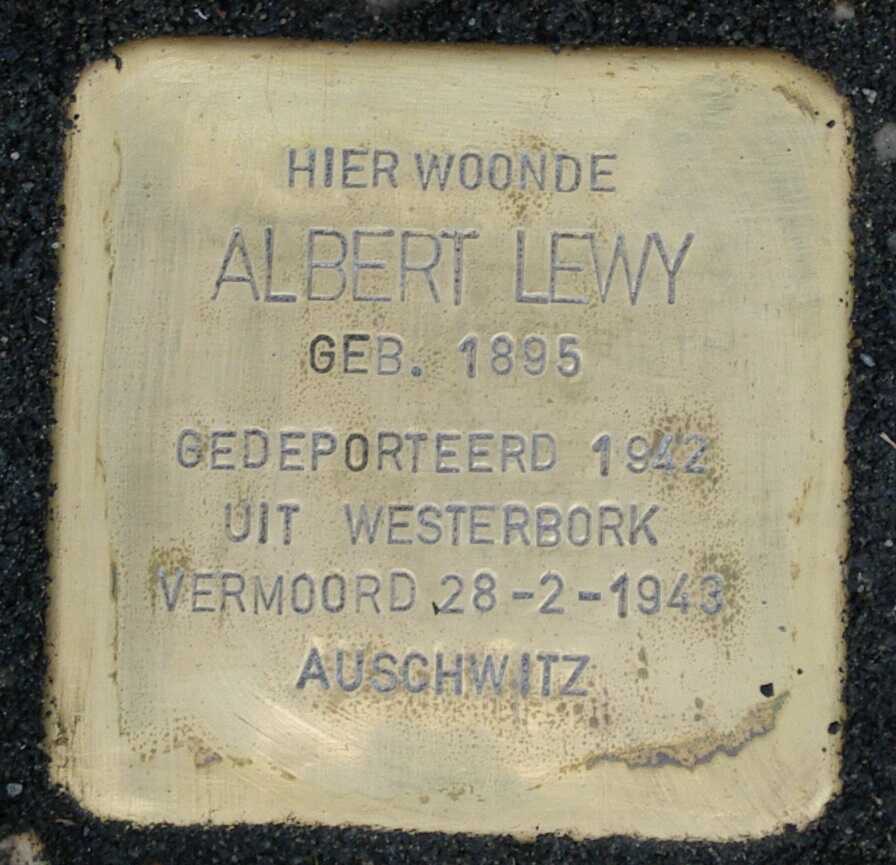 HIER WOONDE
ALBERT LEWY
GEB. 1895
GEDEPORTEERD 1942
UIT WESTERBORK
VERMOORD 28-2-1943
AUSCHWITZ